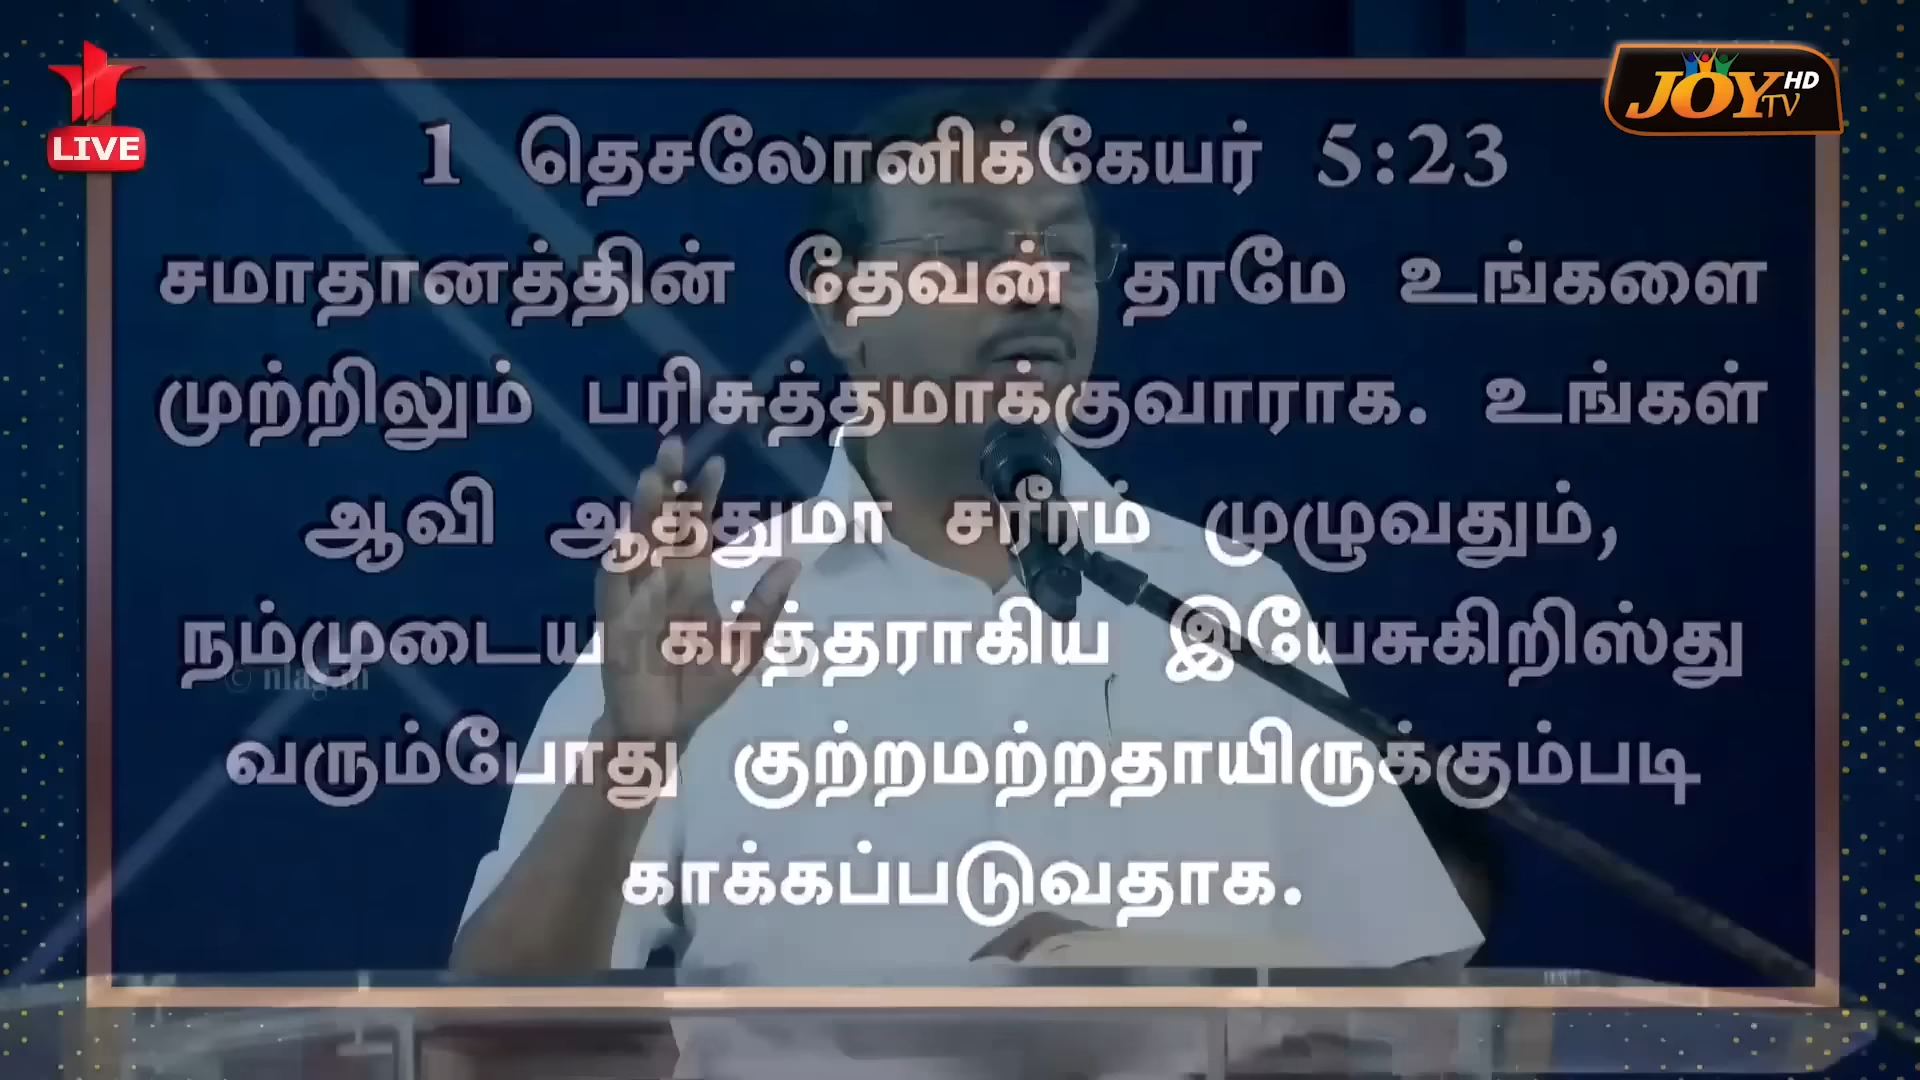 LIVE
JOY TV HD
1 தெசலோனிக்கேயர் 5:23
சமாதானத்தின் தேவன் தாமே உங்களை
முற்றிலும் பரிசுத்தமாக்குவாராக. உங்கள்
ஆவி ஆத்துமா சரீரம் முழுவதும்,
நம்முடைய கர்த்தராகிய இயேசுகிறிஸ்து
வரும்போது குற்றமற்றதாயிருக்கும்படி
காக்கப்படுவதாக.